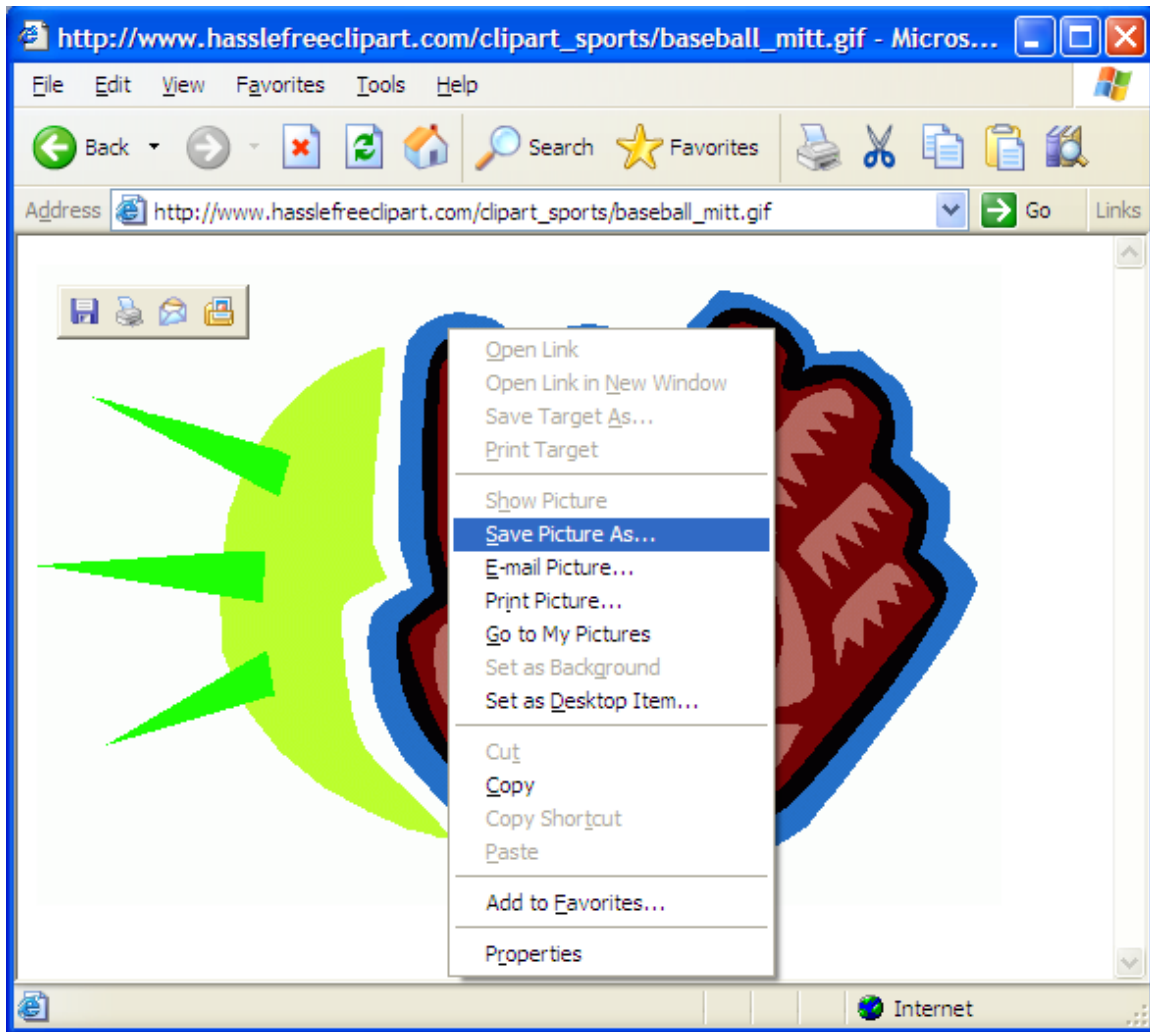 http://www.hasslefreeclipart.com/clipart_sports/baseball_mitt.gif - Micros...
File Edit View Favorites Tools Help
Back Search Favorites
Address http://www.hasslefreeclipart.com/clipart_sports/baseball_mitt.gif Go Links
Open Link
Open Link in New Window
Save Target As...
Print Target
Show Picture
Save Picture As...
E-mail Picture...
Print Picture...
Go to My Pictures
Set as Background
Set as Desktop Item...
Cut
Copy
Copy Shortcut
Paste
Add to Favorites...
Properties
Internet